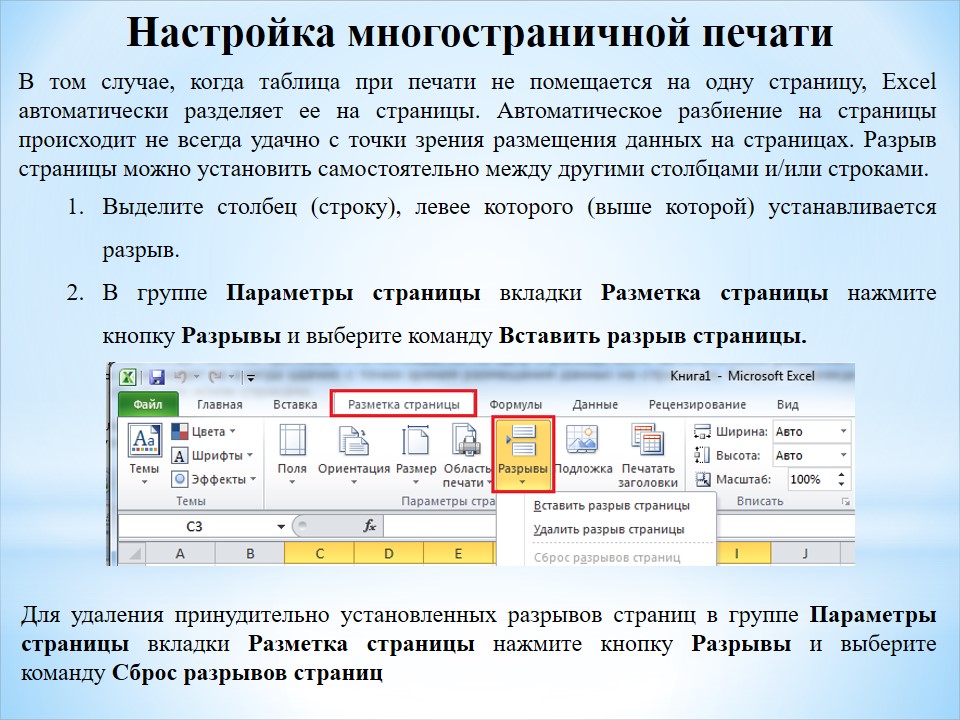 Настройка многостраничной печати
В том случае, когда таблица при печати не помещается на одну страницу, Excel
автоматически разделяет ее на страницы. Автоматическое разбиение на страницы
происходит не всегда удачно с точки зрения размещения данных на страницах. Разрыв
страницы можно установить самостоятельно между другими столбцами и/или строками.
1. Выделите столбец (строку), левее которого (выше которой) устанавливается
разрыв.
2. В группе Параметры страницы вкладки Разметка страницы нажмите
кнопку Разрывы и выберите команду Вставить разрыв страницы.
Книга1 - Microsoft Excel
Файл Главная Вставка Разметка страницы Формулы Данные Рецензирование Вид
Цвета Ширина: Авто
Aa A Шрифты Высота: Авто
Темы Поля Ориентация Размер Область Разрывы Подложка Печатать
Эффекты печати заголовки Масштаб: 100%
Темы Параметры стра Вписать
C3 fx Вставить разрыв страницы
Удалить разрыв страницы
A B C D E Сброс разрывов страниц I J
Для удаления принудительно установленных разрывов страниц в группе Параметры
страницы вкладки Разметка страницы нажмите кнопку Разрывы и выберите
команду Сброс разрывов страниц